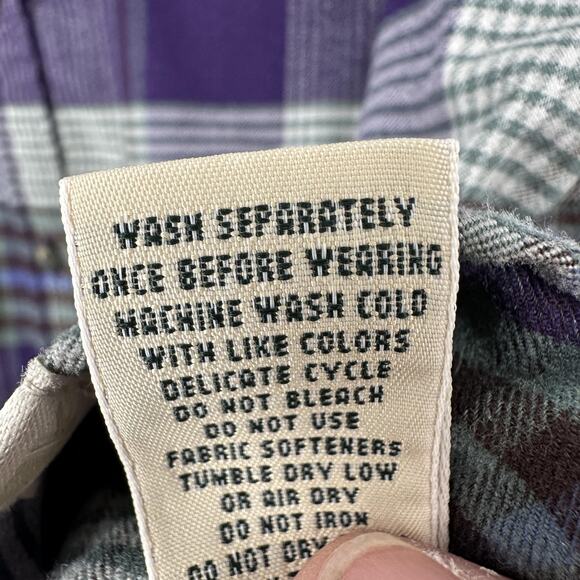 WASH SEPARATELY
ONCE BEFORE WEARING
MACHINE WASH COLD
WITH LIKE COLORS
DELICATE CYCLE
DO NOT BLEACH
DO NOT USE
FABRIC SOFTENERS
TUMBLE DRY LOW
OR AIR DRY
DO NOT IRON
DO NOT DRY